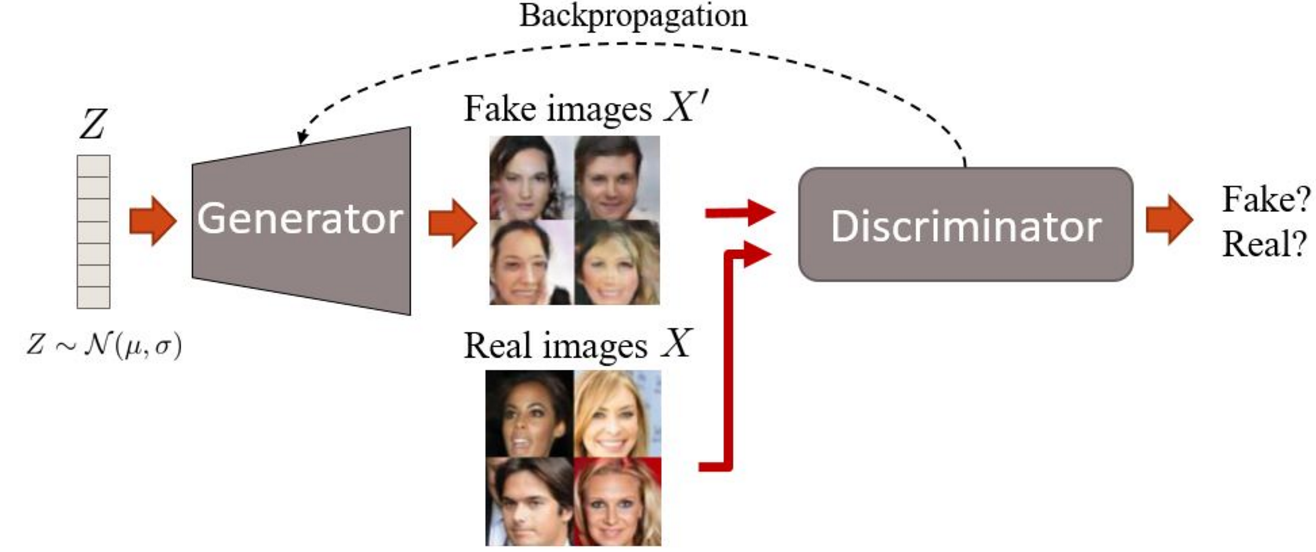 Backpropagation
Z
Fake images X′
Generator
Discriminator
Fake?
Real?
Z ∼ 𝒩(μ, σ)
Real images X